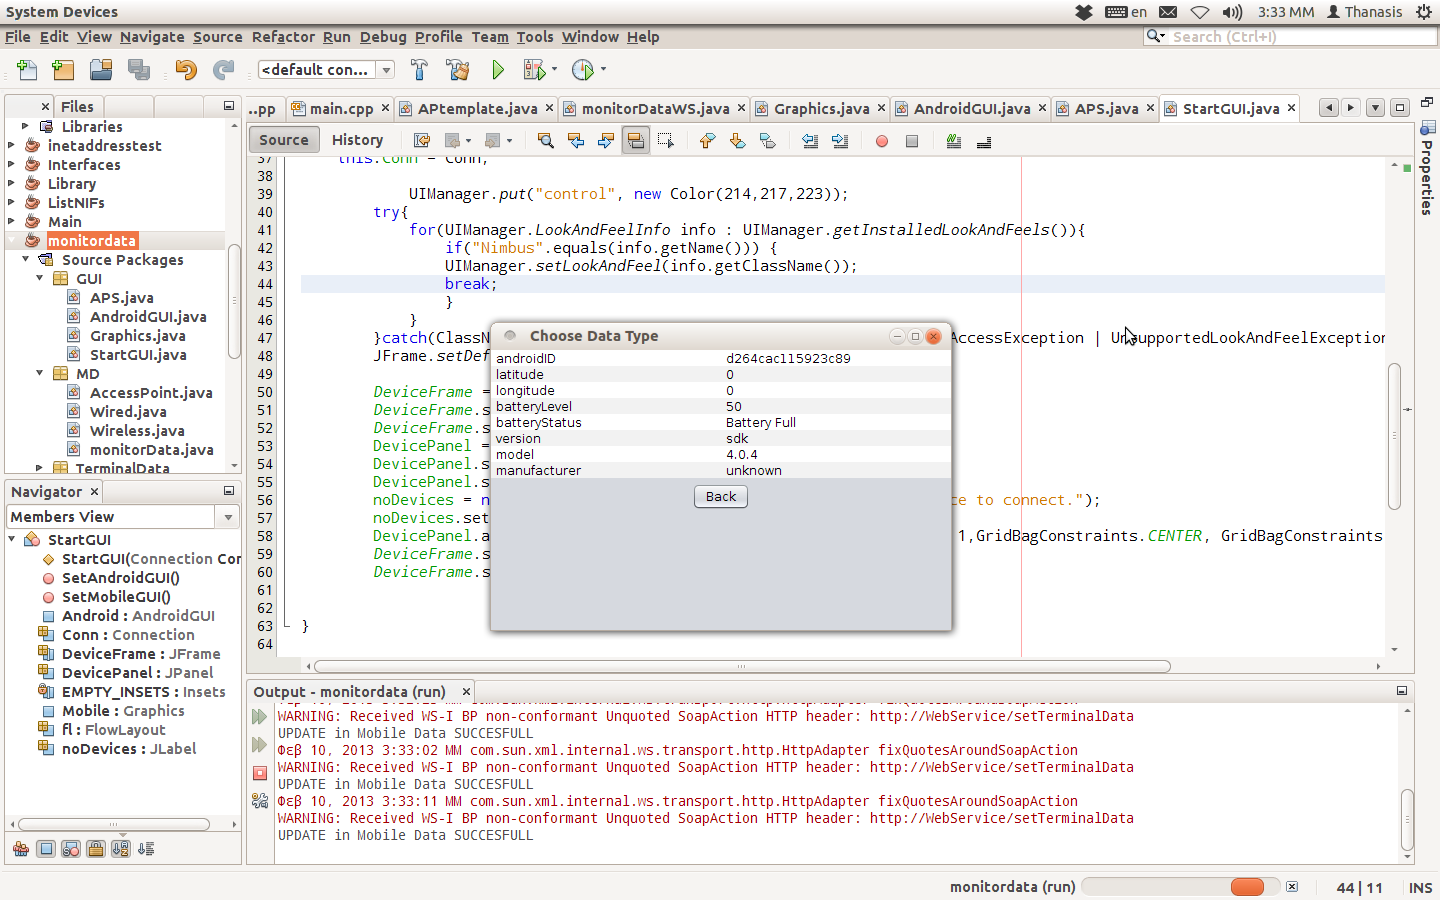 System Devices
en
3:33 MM
Thanasis
File Edit View Navigate Source Refactor Run Debug Profile Team Tools Window Help
Search (Ctrl+I)
<default con...
Files
..pp
main.cpp
APtemplate.java
monitorDataWS.java
Graphics.java
AndroidGUI.java
APS.java
StartGUI.java
Source
History
Properties
Libraries
inetaddresstest
Interfaces
Library
ListNIFs
Main
monitordata
Source Packages
GUI
APS.java
AndroidGUI.java
Graphics.java
StartGUI.java
MD
AccessPoint.java
Wired.java
Wireless.java
monitorData.java
TerminalData
Navigator
Members View
StartGUI
StartGUI(Connection Cor
SetAndroidGUI()
SetMobileGUI()
Android : AndroidGUI
Conn : Connection
DeviceFrame : JFrame
DevicePanel : JPanel
EMPTY_INSETS : Insets
Mobile : Graphics
fl : FlowLayout
noDevices : JLabel
37 this.Conn = Conn;
38
39 UIManager.put("control", new Color(214,217,223));
40 try{
41 for(UIManager.LookAndFeelInfo info : UIManager.getInstalledLookAndFeels()){
42 if("Nimbus".equals(info.getName())) {
43 UIManager.setLookAndFeel(info.getClassName());
44 break;
45 }
46 }
47 }catch(ClassN AccessException | UnsupportedLookAndFeelException
48 JFrame.setDef
49
50 DeviceFrame =
51 DeviceFrame.s
52 DeviceFrame.s
53 DevicePanel =
54 DevicePanel.s
55 DevicePanel.s
56 noDevices = n ce to connect.");
57 noDevices.set
58 DevicePanel.a 1,GridBagConstraints.CENTER, GridBagConstraints
59 DeviceFrame.s
60 DeviceFrame.s
61
62
63 }
64
Choose Data Type
androidID d264cac115923c89
latitude 0
longitude 0
batteryLevel 50
batteryStatus Battery Full
version sdk
model 4.0.4
manufacturer unknown
Back
Output - monitordata (run)
WARNING: Received WS-I BP non-conformant Unquoted SoapAction HTTP header: http://WebService/setTerminalData
UPDATE in Mobile Data SUCCESFULL
Φεβ 10, 2013 3:33:02 MM com.sun.xml.internal.ws.transport.http.HttpAdapter fixQuotesAroundSoapAction
WARNING: Received WS-I BP non-conformant Unquoted SoapAction HTTP header: http://WebService/setTerminalData
UPDATE in Mobile Data SUCCESFULL
Φεβ 10, 2013 3:33:11 MM com.sun.xml.internal.ws.transport.http.HttpAdapter fixQuotesAroundSoapAction
WARNING: Received WS-I BP non-conformant Unquoted SoapAction HTTP header: http://WebService/setTerminalData
UPDATE in Mobile Data SUCCESFULL
monitordata (run)
44 | 11
INS